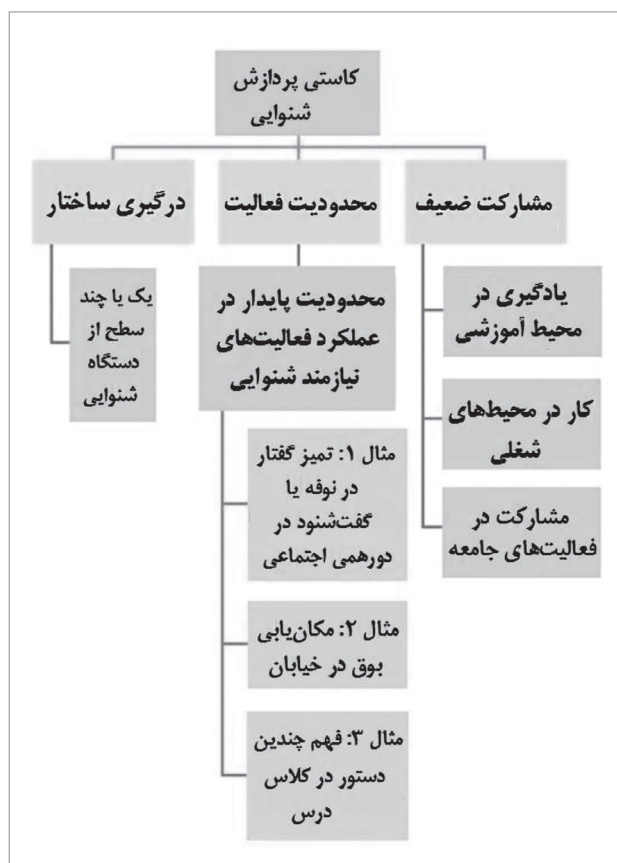 کاستی پردازش
شنوایی
مشارکت ضعیف
یادگیری در
محیط آموزشی
کار در محیط‌های
شغلی
مشارکت در
فعالیت‌های جامعه
محدودیت فعالیت
محدودیت پایدار در
عملکرد فعالیت‌های
نیازمند شنوایی
مثال ۱: تمیز گفتار
در نوفه یا
گفت‌شنود در
دورهمی اجتماعی
مثال ۲: مکان‌یابی
بوق در خیابان
مثال ۳: فهم چندین
دستور در کلاس
درس
درگیری ساختار
یک یا چند
سطح از
دستگاه
شنوایی